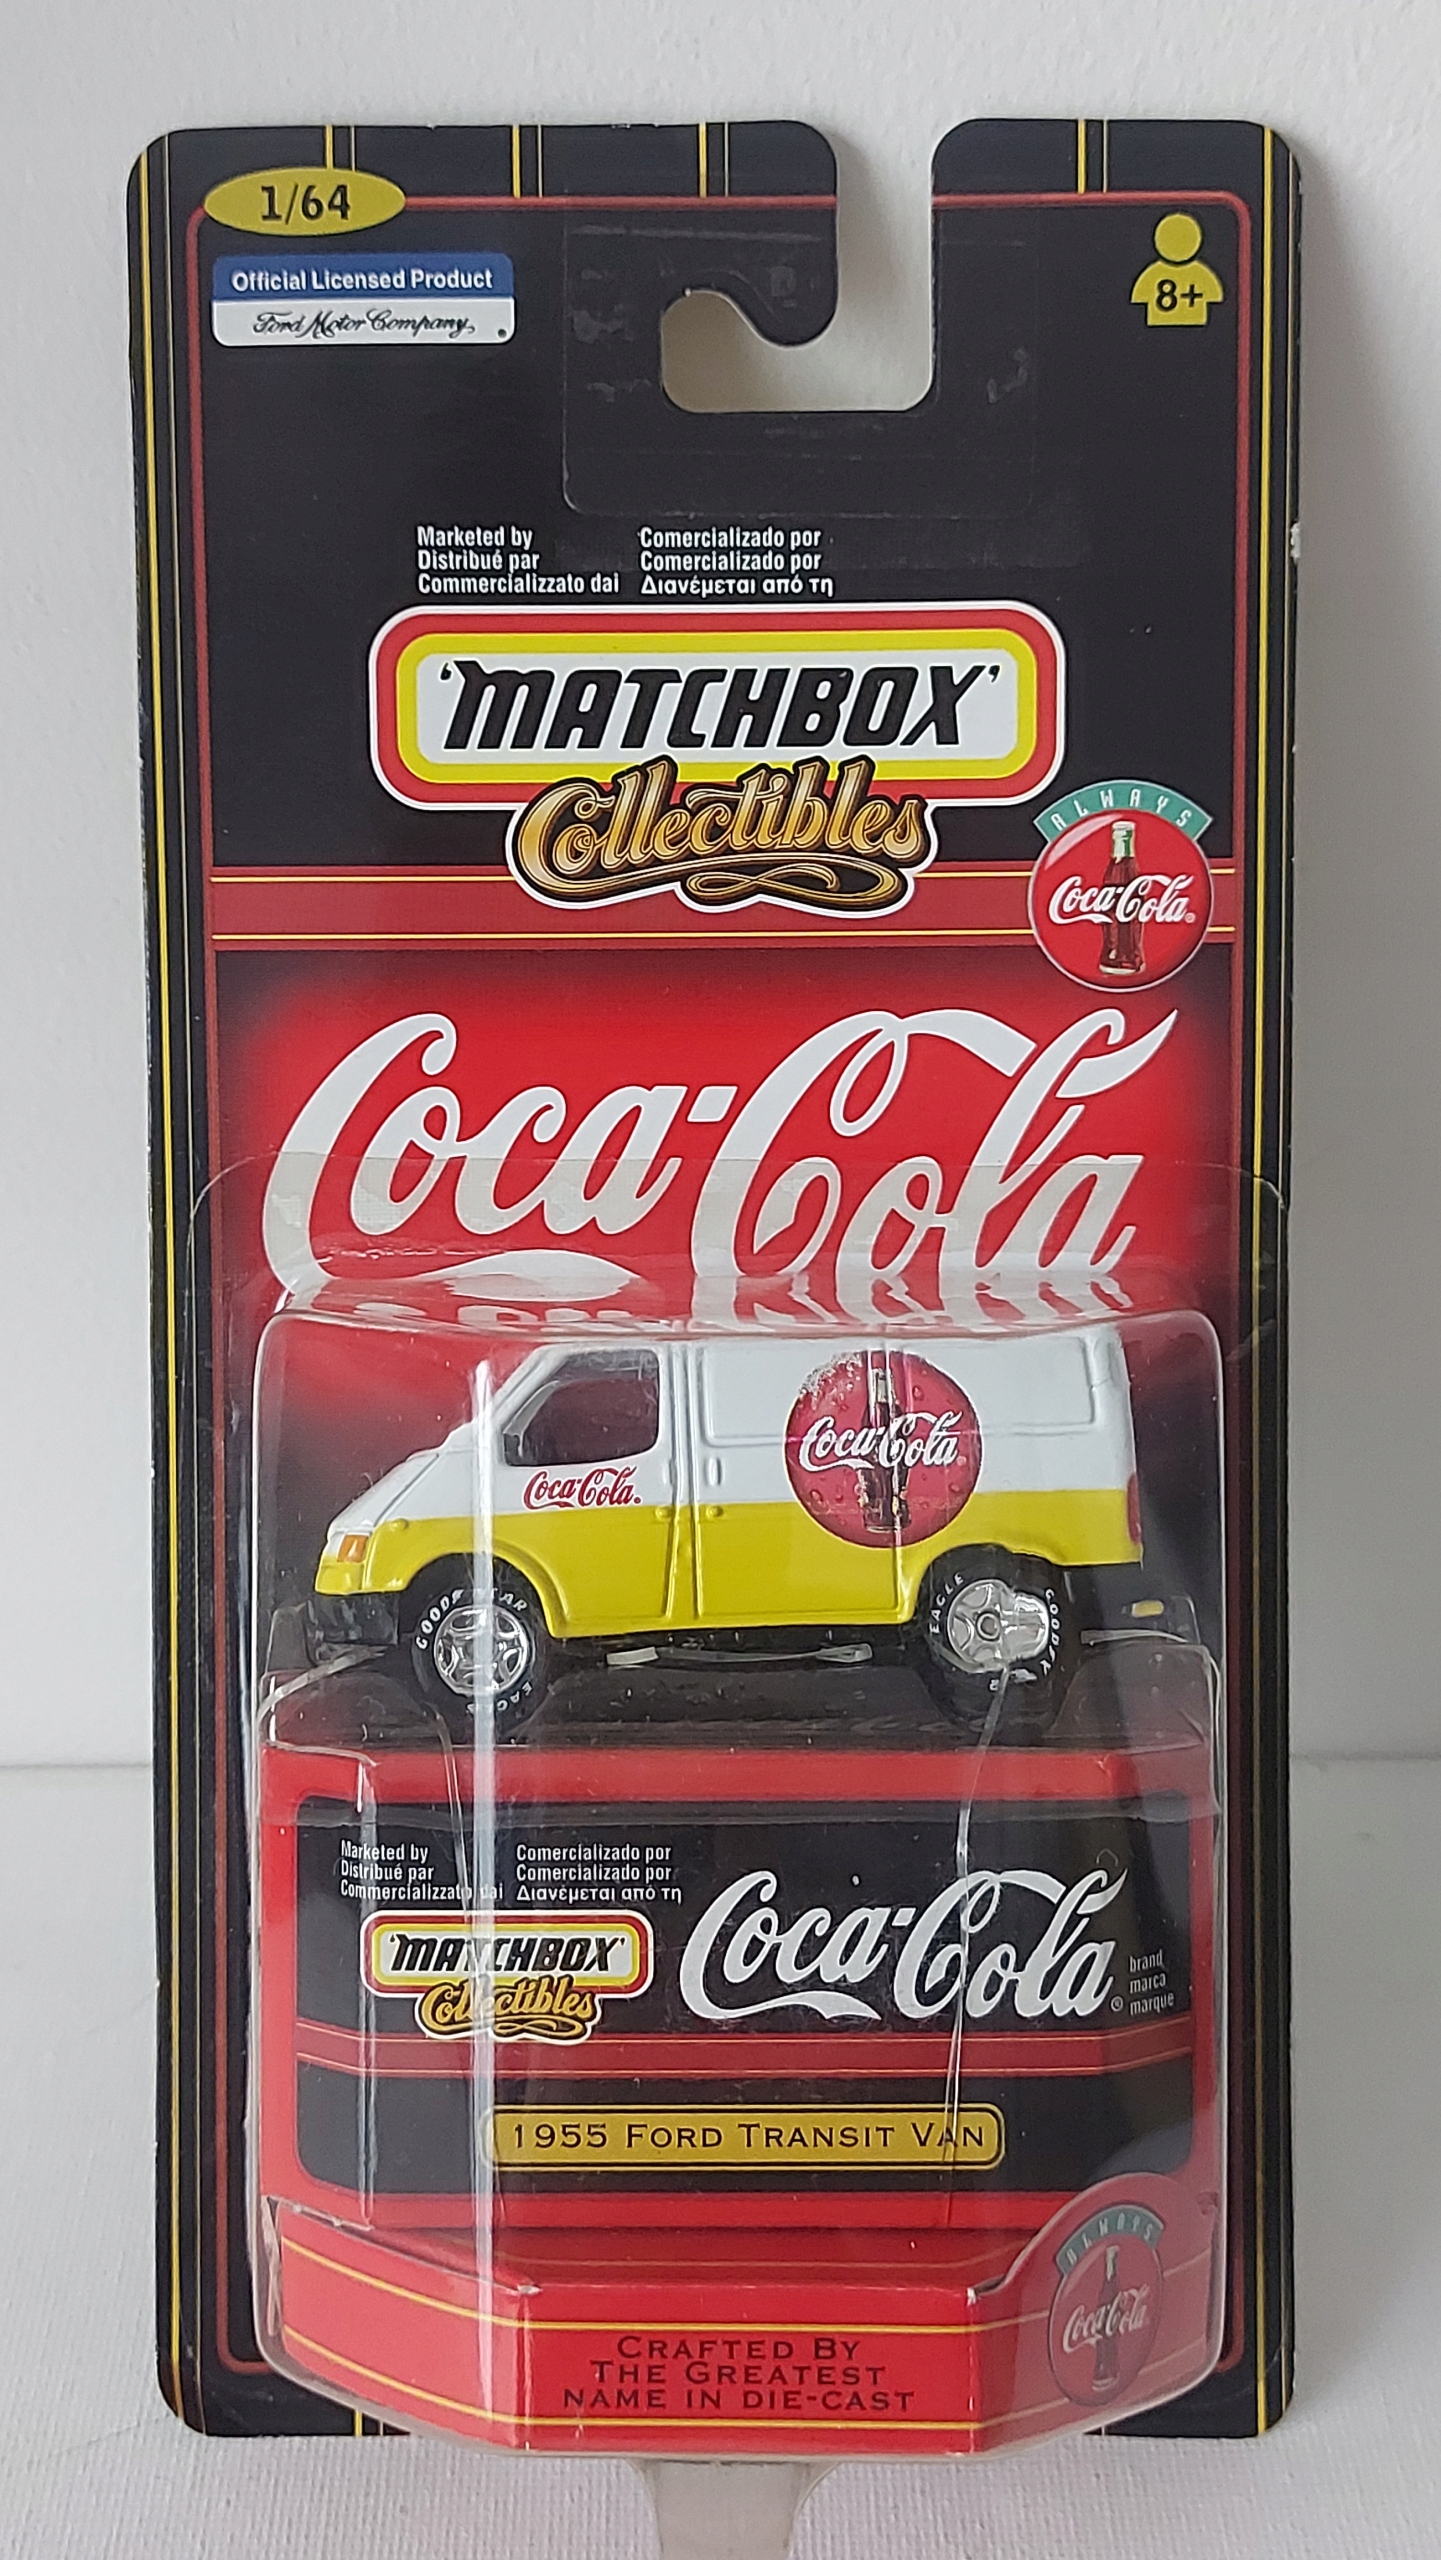 1/64
Official Licensed Product
Ford Motor Company
8+
Marketed by
Distribué par
Commercializzato dai
Comercializado por
Comercializado por
Διανέμεται από τη
'MATCHBOX'
Collectibles
ALWAYS
Coca-Cola®
Coca-Cola
Coca-Cola®
Coca-Cola®
GOODYEAR
EAGLE
EAGLE
GOODYEAR
Marketed by
Distribué par
Commercializzato dai
Comercializado por
Comercializado por
Διανέμεται από τη
'MATCHBOX'
Collectibles
Coca-Cola®
brand
marca
marque
1955 FORD TRANSIT VAN
ALWAYS
Coca-Cola
CRAFTED BY
THE GREATEST
NAME IN DIE-CAST